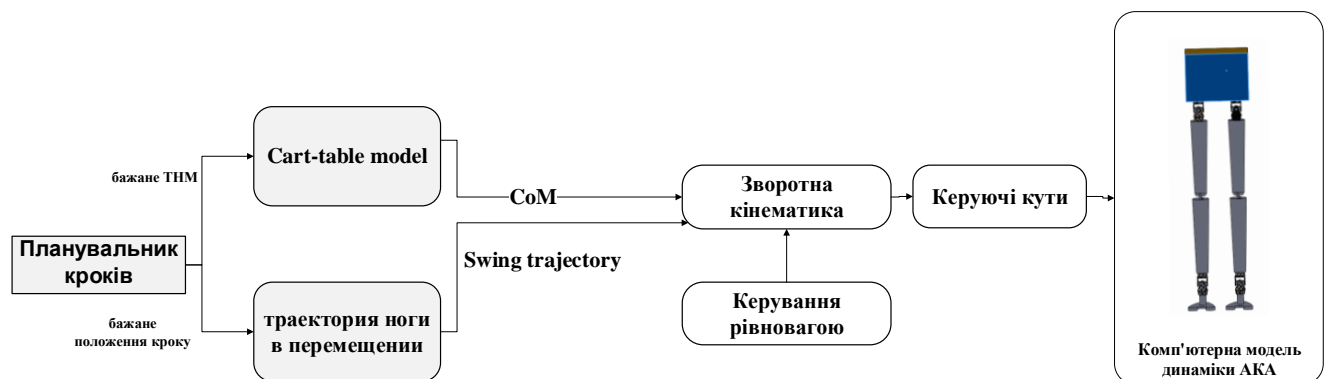 Планувальник
кроків
бажане ТНМ
бажане
положення кроку
Cart-table model
траектория ноги
в перемещении
CoM
Swing trajectory
Зворотна
кінематика
Керування
рівновагою
Керуючі кути
Комп'ютерна модель
динаміки АКА